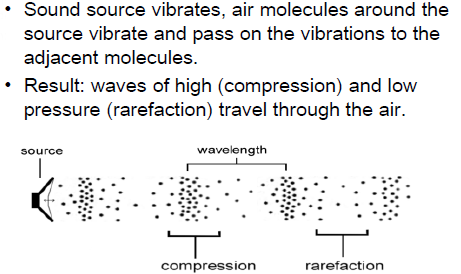 • Sound source vibrates, air molecules around the
source vibrate and pass on the vibrations to the
adjacent molecules.
• Result: waves of high (compression) and low
pressure (rarefaction) travel through the air.
source
wavelength
compression
rarefaction